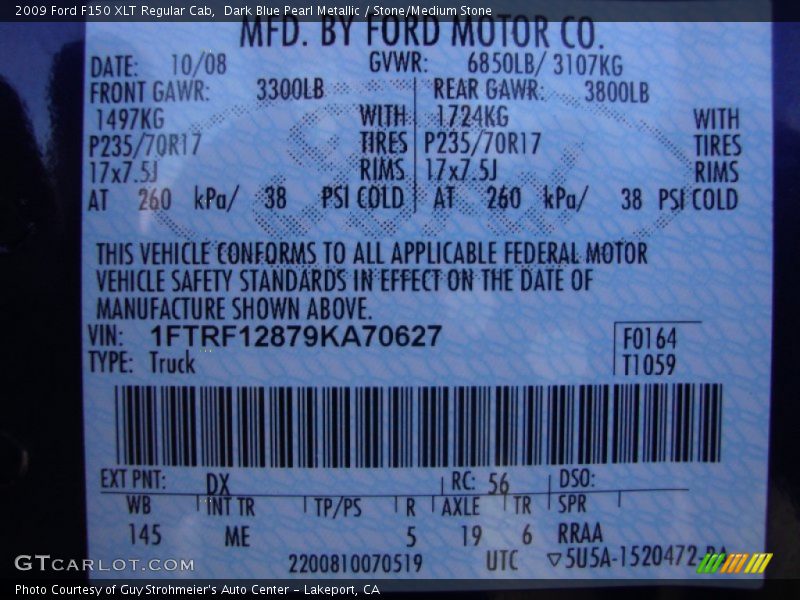 2009 Ford F150 XLT Regular Cab, Dark Blue Pearl Metallic / Stone/Medium Stone
MFD. BY FORD MOTOR CO.
DATE: 10/08 GVWR: 6850LB/ 3107KG
FRONT GAWR: 3300LB REAR GAWR: 3800LB
1497KG WITH 1724KG WITH
P235/70R17 TIRES P235/70R17 TIRES
17x7.5J RIMS 17x7.5J RIMS
AT 260 kPa/ 38 PSI COLD AT 260 kPa/ 38 PSI COLD
THIS VEHICLE CONFORMS TO ALL APPLICABLE FEDERAL MOTOR
VEHICLE SAFETY STANDARDS IN EFFECT ON THE DATE OF
MANUFACTURE SHOWN ABOVE.
VIN: 1FTRF12879KA70627 F0164
TYPE: Truck T1059
EXT PNT: DX RC: 56 DSO:
WB INT TR TP/PS R AXLE TR SPR
145 ME 5 19 6 RRAA
2200810070519 UTC ▽5U5A-1520472-
GTCARLOT.COM
Photo Courtesy of Guy Strohmeier's Auto Center - Lakeport, CA